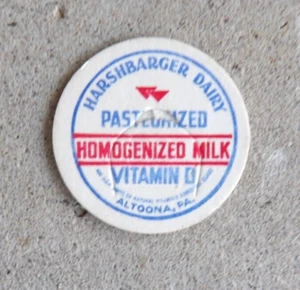 HARSHBARGER DAIRY
PASTEURIZED
HOMOGENIZED MILK
VITAMIN D
ALTOONA, PA.